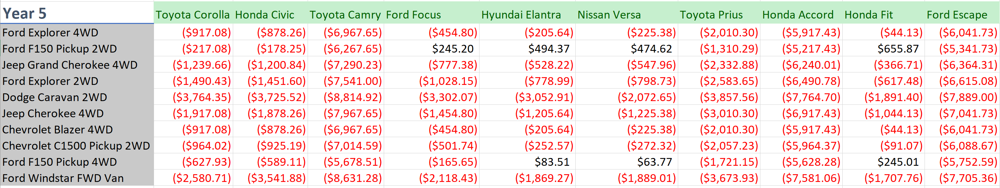 Year 5 Toyota Corolla Honda Civic Toyota Camry Ford Focus Hyundai Elantra Nissan Versa Toyota Prius Honda Accord Honda Fit Ford Escape
Ford Explorer 4WD ($917.08) ($878.26) ($6,967.65) ($454.80) ($205.64) ($225.38) ($2,010.30) ($5,917.43) ($44.13) ($6,041.73)
Ford F150 Pickup 2WD ($217.08) ($178.25) ($6,267.65) $245.20 $494.37 $474.62 ($1,310.29) ($5,217.43) $655.87 ($5,341.73)
Jeep Grand Cherokee 4WD ($1,239.66) ($1,200.84) ($7,290.23) ($777.38) ($528.22) ($547.96) ($2,332.88) ($6,240.01) ($366.71) ($6,364.31)
Ford Explorer 2WD ($1,490.43) ($1,451.60) ($7,541.00) ($1,028.15) ($778.99) ($798.73) ($2,583.65) ($6,490.78) ($617.48) ($6,615.08)
Dodge Caravan 2WD ($3,764.35) ($3,725.52) ($8,814.92) ($3,302.07) ($3,052.91) ($2,072.65) ($3,857.56) ($7,764.70) ($1,891.40) ($7,889.00)
Jeep Cherokee 4WD ($1,917.08) ($1,878.26) ($7,967.65) ($1,454.80) ($1,205.64) ($1,225.38) ($3,010.30) ($6,917.43) ($1,044.13) ($7,041.73)
Chevrolet Blazer 4WD ($917.08) ($878.26) ($6,967.65) ($454.80) ($205.64) ($225.38) ($2,010.30) ($5,917.43) ($44.13) ($6,041.73)
Chevrolet C1500 Pickup 2WD ($964.02) ($925.19) ($7,014.59) ($501.74) ($252.57) ($272.32) ($2,057.23) ($5,964.37) ($91.07) ($6,088.67)
Ford F150 Pickup 4WD ($627.93) ($589.11) ($5,678.51) ($165.65) $83.51 $63.77 ($1,721.15) ($5,628.28) $245.01 ($5,752.59)
Ford Windstar FWD Van ($2,580.71) ($3,541.88) ($8,631.28) ($2,118.43) ($1,869.27) ($1,889.01) ($3,673.93) ($7,581.06) ($1,707.76) ($7,705.36)